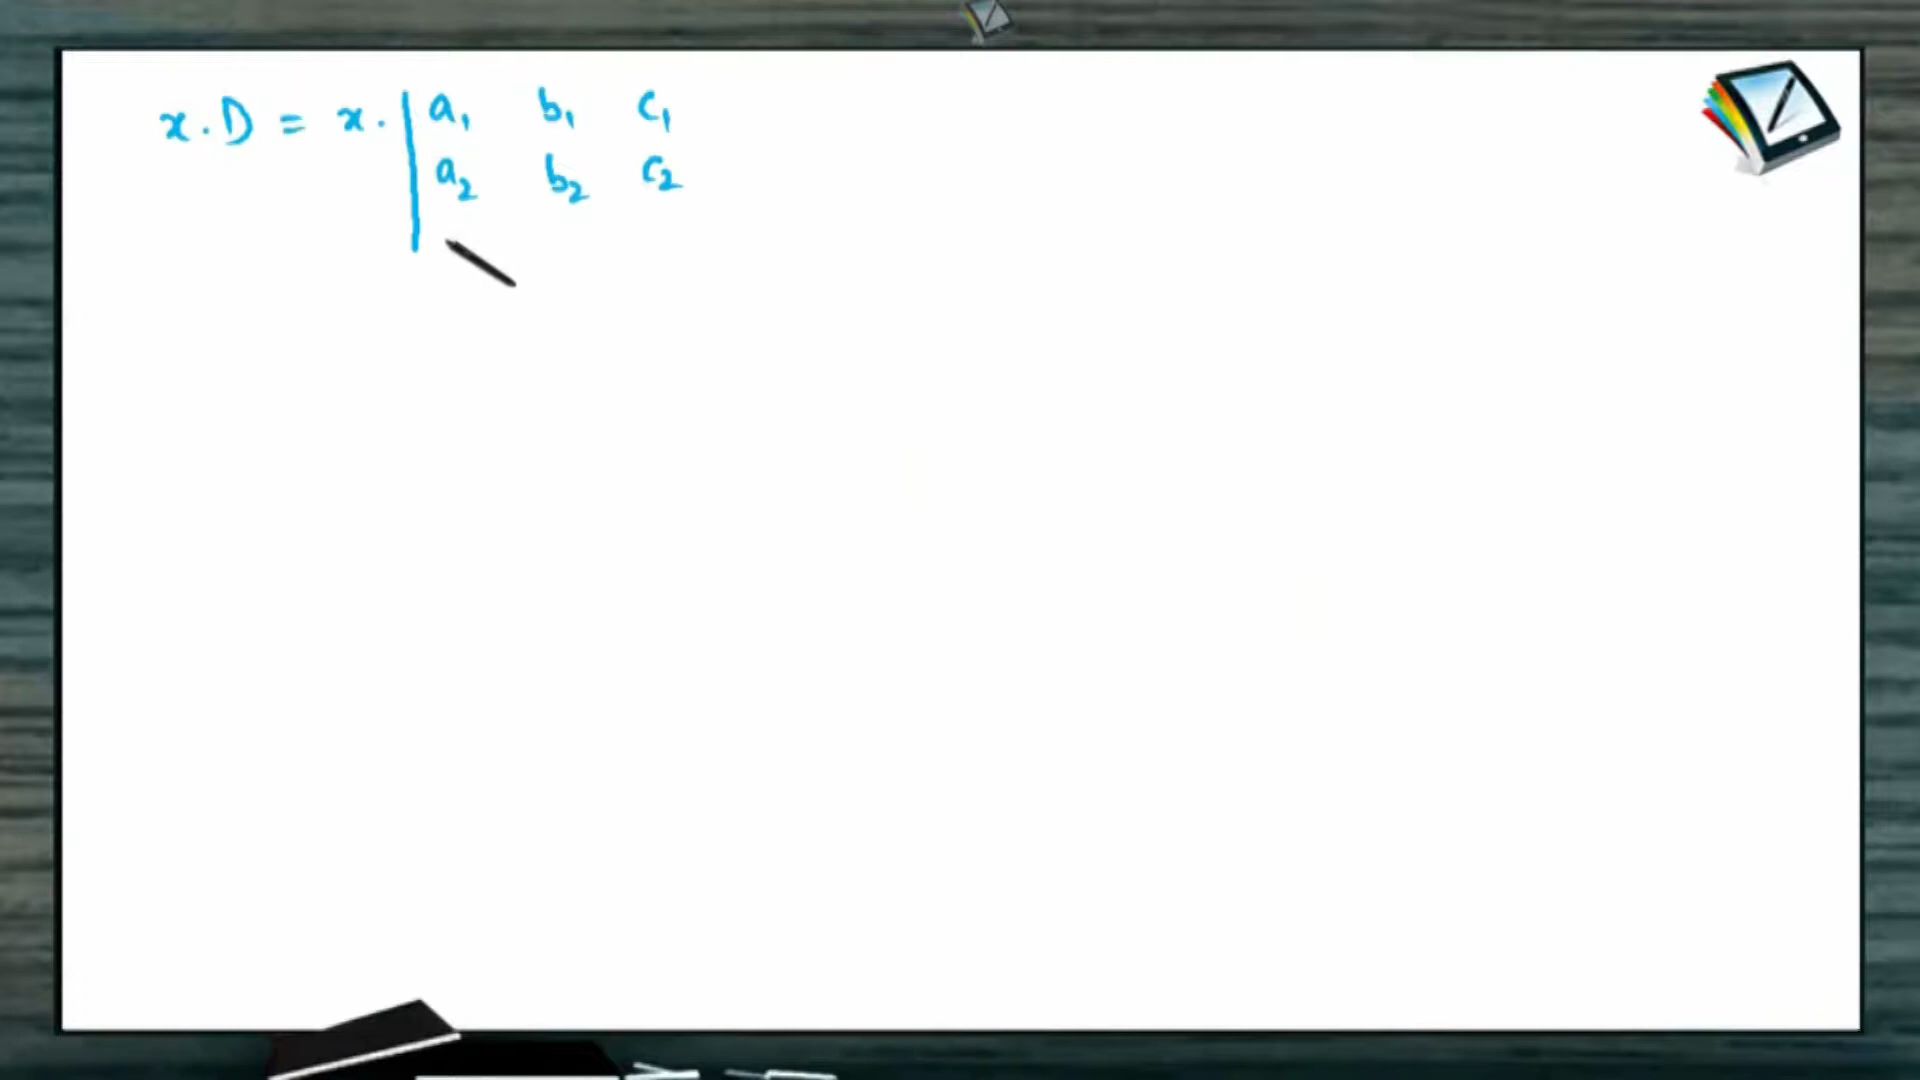 x . D = x . | a₁ b₁ c₁
a₂ b₂ c₂